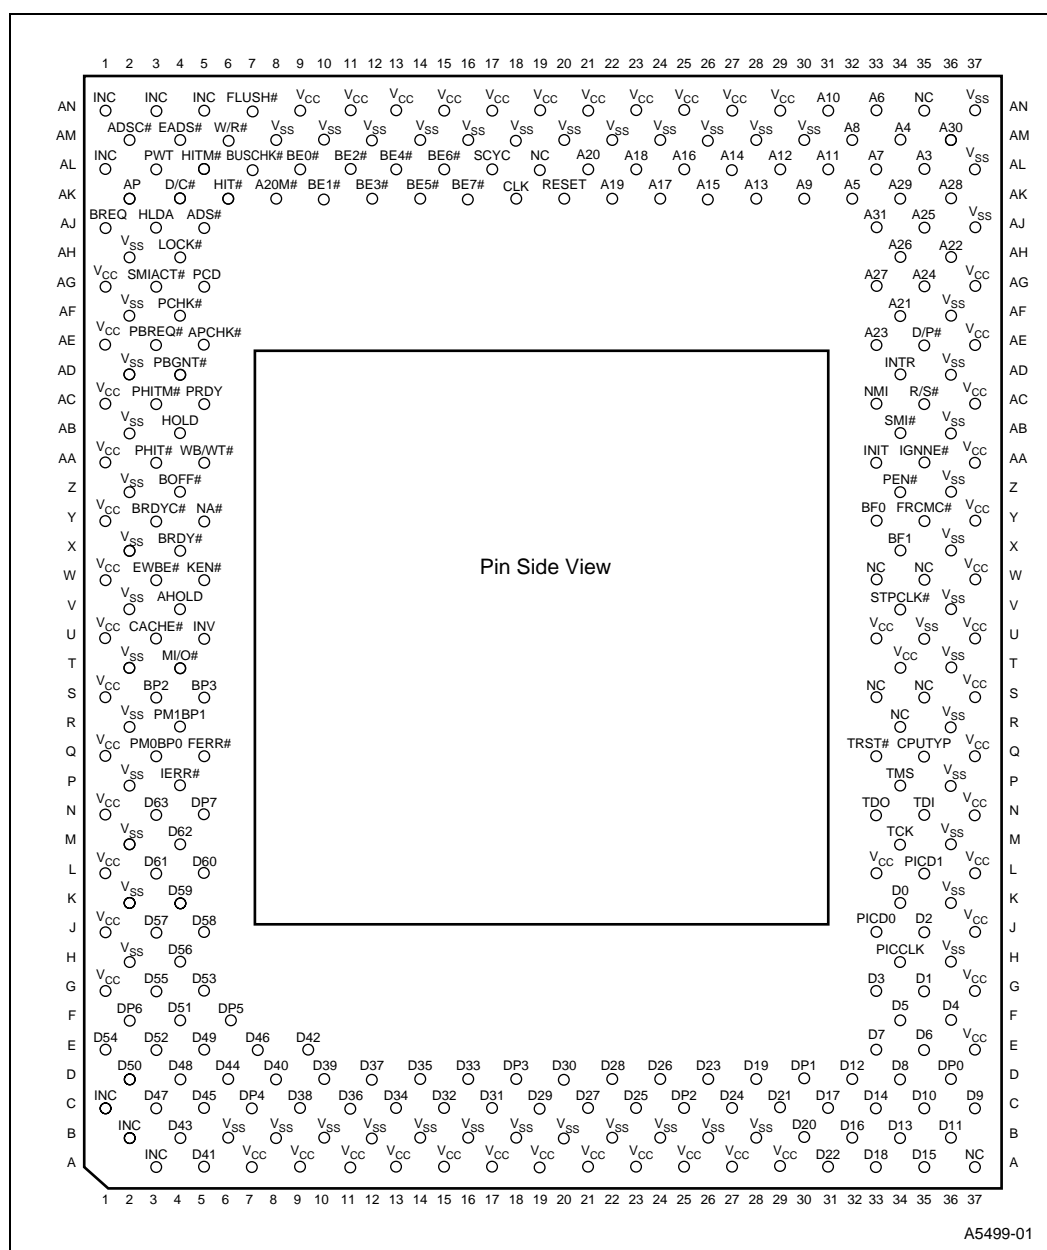 1 2 3 4 5 6 7 8 9 10 11 12 13 14 15 16 17 18 19 20 21 22 23 24 25 26 27 28 29 30 31 32 33 34 35 36 37
AN INC INC INC FLUSH# VCC VCC VCC VCC VCC VCC VCC VCC VCC VCC VCC A10 A6 NC VSS AN
AM ADSC# EADS# W/R# VSS VSS VSS VSS VSS VSS VSS VSS VSS VSS VSS VSS A8 A4 A30 AM
AL INC PWT HITM# BUSCHK# BE0# BE2# BE4# BE6# SCYC NC A20 A18 A16 A14 A12 A11 A7 A3 VSS AL
AK AP D/C# HIT# A20M# BE1# BE3# BE5# BE7# CLK RESET A19 A17 A15 A13 A9 A5 A29 A28 AK
AJ BREQ HLDA ADS# A31 A25 VSS AJ
AH VSS LOCK# A26 A22 AH
AG VCC SMIACT# PCD A27 A24 VCC AG
AF VSS PCHK# A21 VSS AF
AE VCC PBREQ# APCHK# A23 D/P# VCC AE
AD VSS PBGNT# INTR VSS AD
AC VCC PHITM# PRDY NMI R/S# VCC AC
AB VSS HOLD SMI# VSS AB
AA VCC PHIT# WB/WT# INIT IGNNE# VCC AA
Z VSS BOFF# PEN# VSS Z
Y VCC BRDYC# NA# BF0 FRCMC# VCC Y
X VSS BRDY# BF1 VSS X
Pin Side View
W VCC EWBE# KEN# NC NC VCC W
V VSS AHOLD STPCLK# VSS V
U VCC CACHE# INV VCC VSS VCC U
T VSS MI/O# VCC VSS T
S VCC BP2 BP3 NC NC VCC S
R VSS PM1BP1 NC VSS R
Q VCC PM0BP0 FERR# TRST# CPUTYP VCC Q
P VSS IERR# TMS VSS P
N VCC D63 DP7 TDO TDI VCC N
M VSS D62 TCK VSS M
L VCC D61 D60 VCC PICD1 VCC L
K VSS D59 D0 VSS K
J VCC D57 D58 PICD0 D2 VCC J
H VSS D56 PICCLK VSS H
G VCC D55 D53 D3 D1 VCC G
F DP6 D51 DP5 D5 D4 F
E D54 D52 D49 D46 D42 D7 D6 VCC E
D D50 D48 D44 D40 D39 D37 D35 D33 DP3 D30 D28 D26 D23 D19 DP1 D12 D8 DP0 D
C INC D47 D45 DP4 D38 D36 D34 D32 D31 D29 D27 D25 DP2 D24 D21 D17 D14 D10 D9 C
B INC D43 VSS VSS VSS VSS VSS VSS VSS VSS VSS VSS VSS VSS D20 D16 D13 D11 B
A INC D41 VCC VCC VCC VCC VCC VCC VCC VCC VCC VCC VCC VCC D22 D18 D15 NC A
1 2 3 4 5 6 7 8 9 10 11 12 13 14 15 16 17 18 19 20 21 22 23 24 25 26 27 28 29 30 31 32 33 34 35 36 37
A5499-01